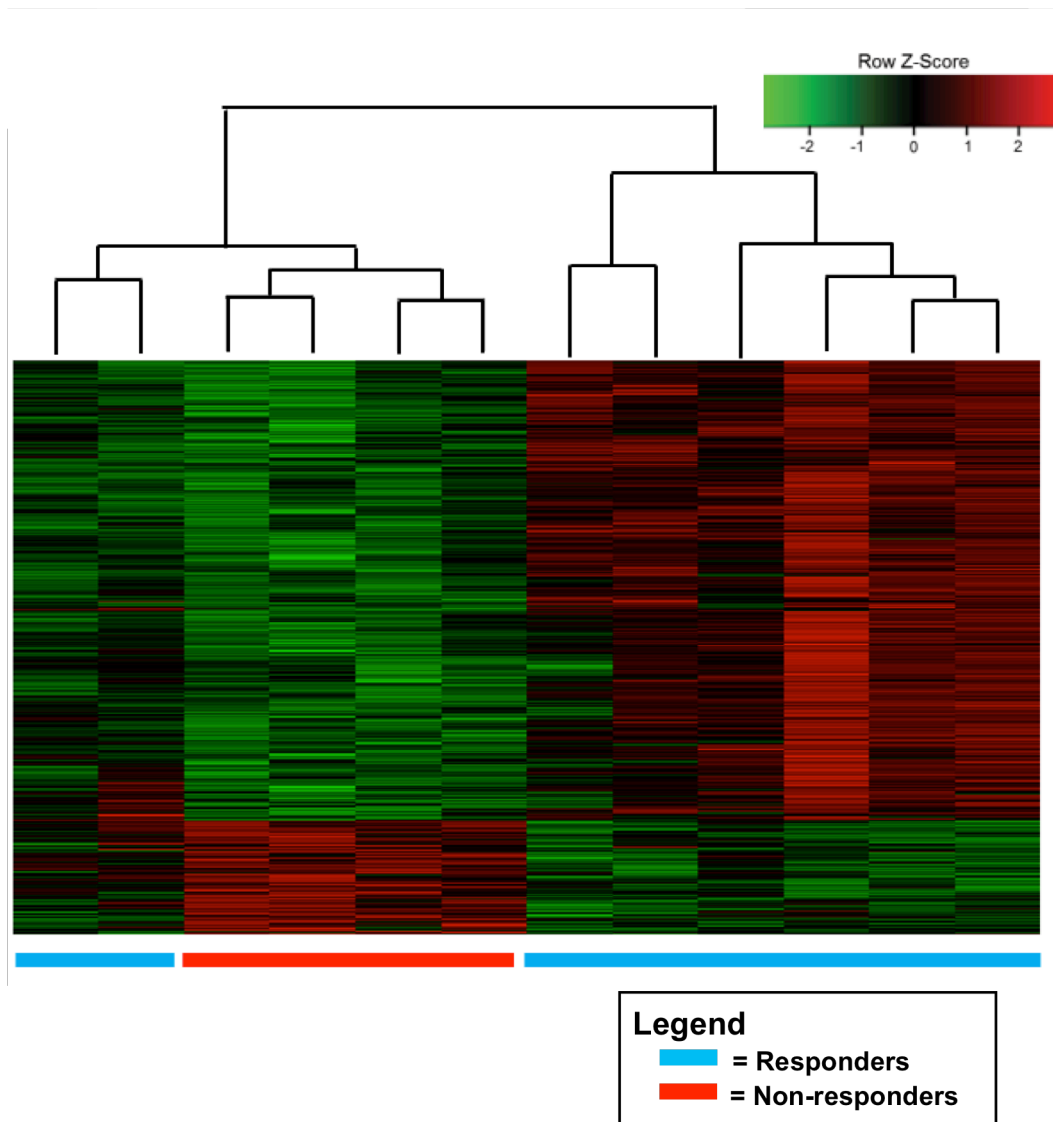 Row Z-Score
-2 -1 0 1 2
Legend
= Responders
= Non-responders